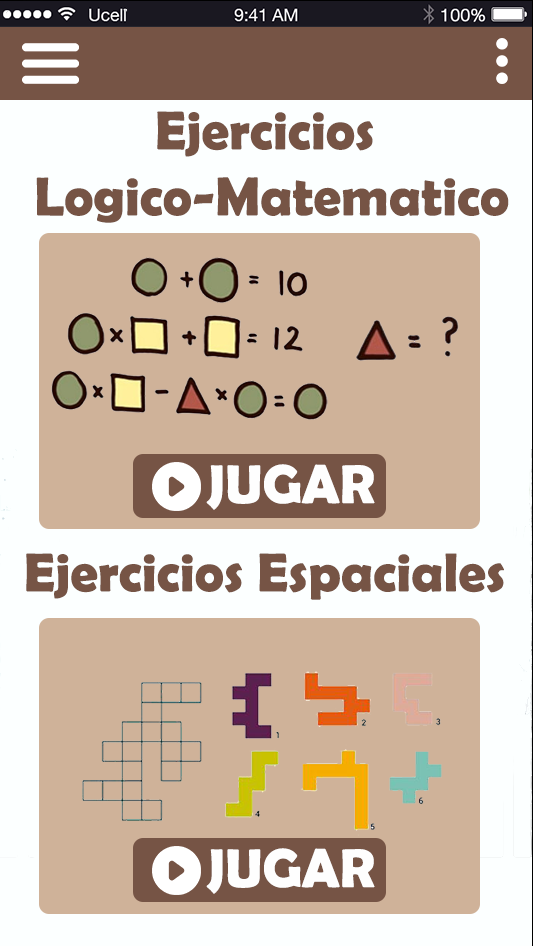 Ucell 9:41 AM 100%
Ejercicios
Logico-Matematico
+ = 10
× + = 12 = ?
× - × =
JUGAR
Ejercicios Espaciales
1 2 3
4 5 6
JUGAR